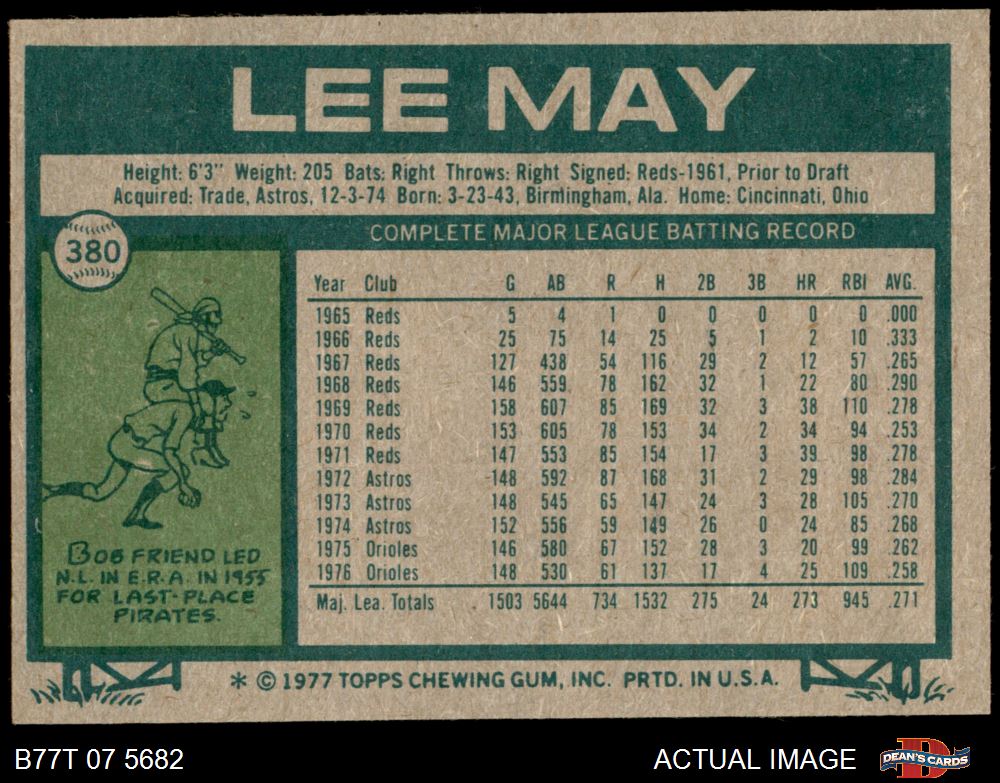 LEE MAY
Height: 6'3" Weight: 205 Bats: Right Throws: Right Signed: Reds-1961, Prior to Draft
Acquired: Trade, Astros, 12-3-74 Born: 3-23-43, Birmingham, Ala. Home: Cincinnati, Ohio
380
COMPLETE MAJOR LEAGUE BATTING RECORD
Year Club G AB R H 2B 3B HR RBI AVG.
1965 Reds 5 4 1 0 0 0 0 0 .000
1966 Reds 25 75 14 25 5 1 2 10 .333
1967 Reds 127 438 54 116 29 2 12 57 .265
1968 Reds 146 559 78 162 32 1 22 80 .290
1969 Reds 158 607 85 169 32 3 38 110 .278
1970 Reds 153 605 78 153 34 2 34 94 .253
1971 Reds 147 553 85 154 17 3 39 98 .278
1972 Astros 148 592 87 168 31 2 29 98 .284
1973 Astros 148 545 65 147 24 3 28 105 .270
1974 Astros 152 556 59 149 26 0 24 85 .268
1975 Orioles 146 580 67 152 28 3 20 99 .262
1976 Orioles 148 530 61 137 17 4 25 109 .258
Maj. Lea. Totals 1503 5644 734 1532 275 24 273 945 .271
BOB FRIEND LED
N.L. IN E.R.A. IN 1955
FOR LAST-PLACE
PIRATES.
* © 1977 TOPPS CHEWING GUM, INC. PRTD. IN U.S.A.
B77T 07 5682
ACTUAL IMAGE
D
DEAN'S CARDS